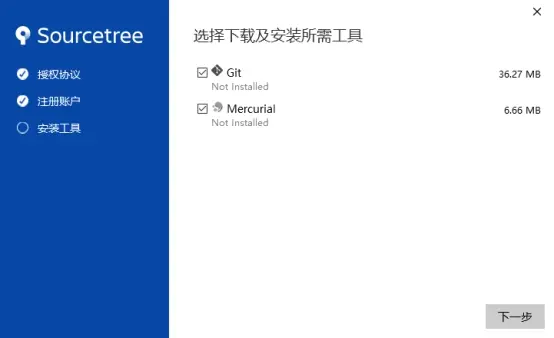 Sourcetree
授权协议
注册账户
安装工具
选择下载及安装所需工具
Git 36.27 MB
Not Installed
Mercurial 6.66 MB
Not Installed
下一步